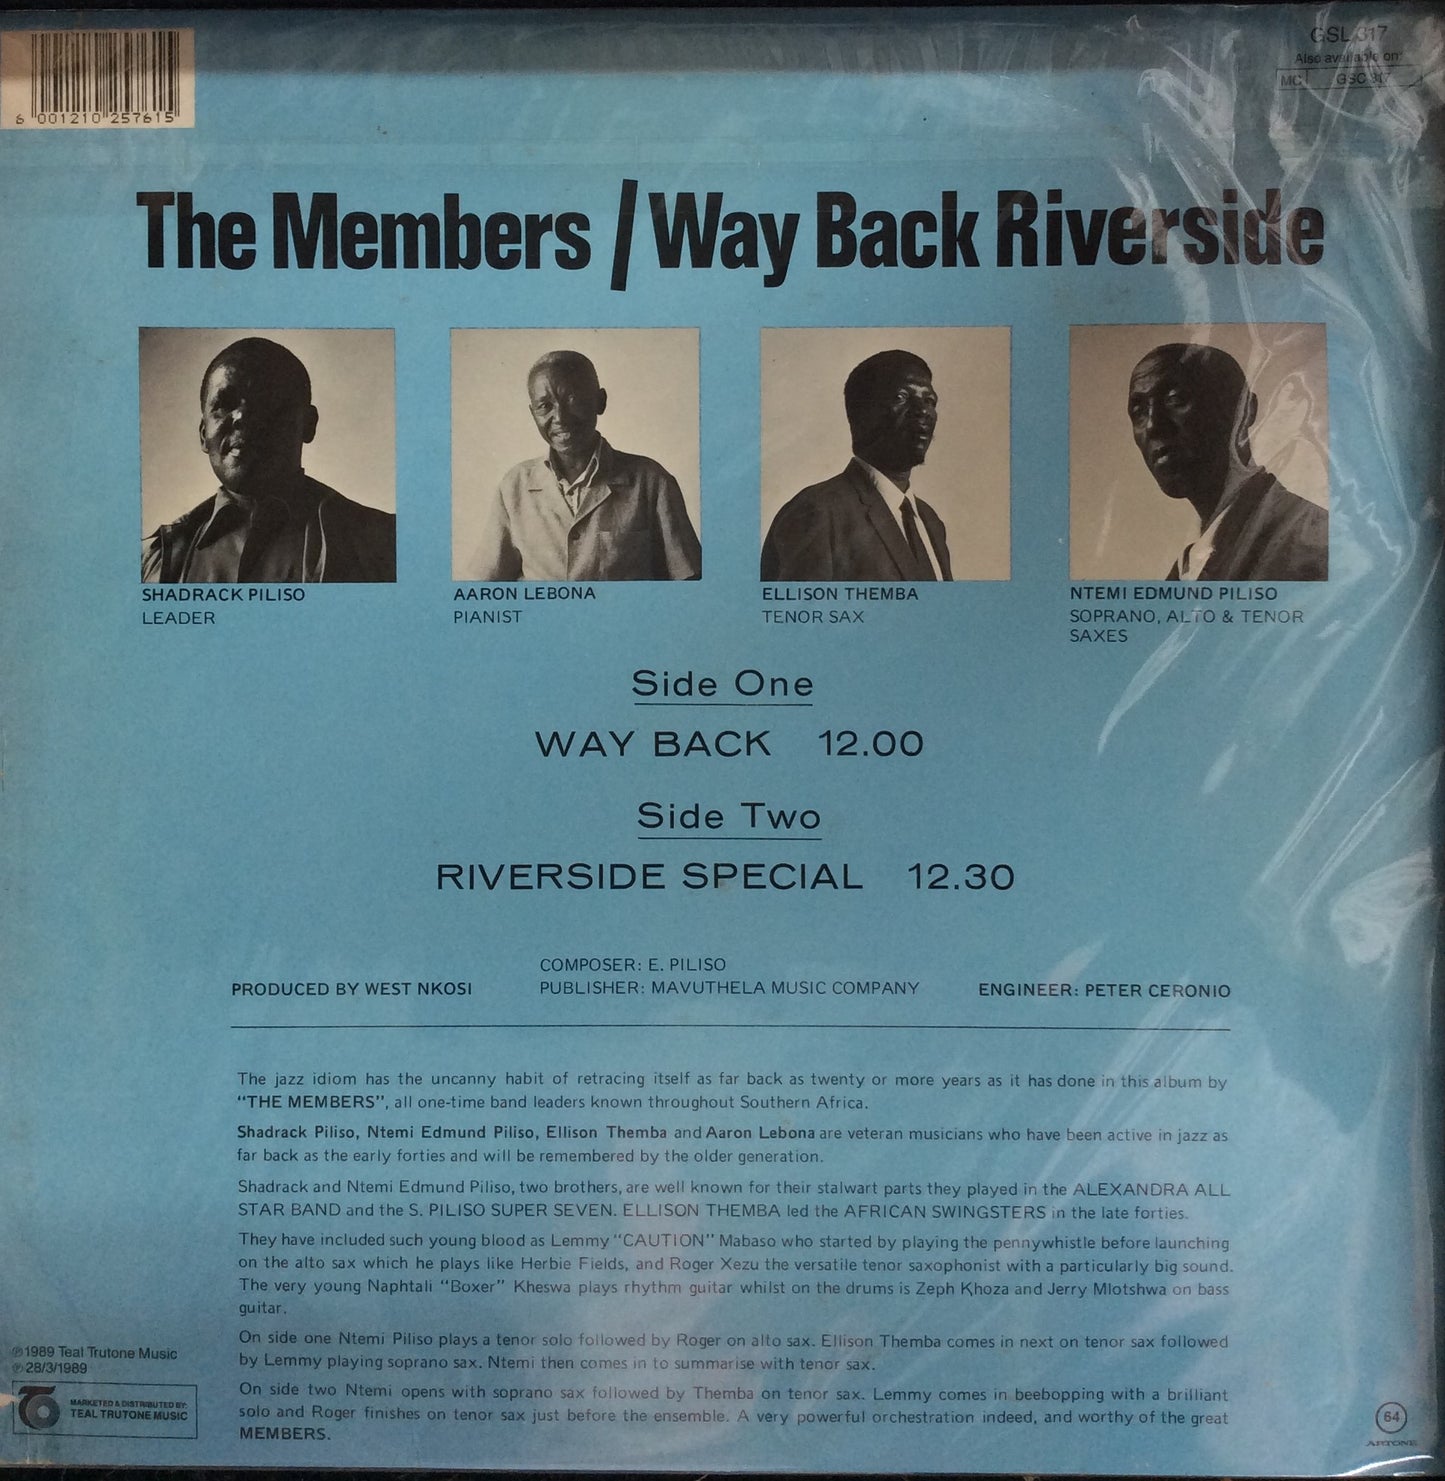 GSL 317
Also available on:
MC GSC 317
6 001210 257615
The Members / Way Back Riverside
SHADRACK PILISO
LEADER
AARON LEBONA
PIANIST
ELLISON THEMBA
TENOR SAX
NTEMI EDMUND PILISO
SOPRANO, ALTO & TENOR
SAXES
Side One
WAY BACK 12.00
Side Two
RIVERSIDE SPECIAL 12.30
COMPOSER: E. PILISO
PRODUCED BY WEST NKOSI PUBLISHER: MAVUTHELA MUSIC COMPANY ENGINEER: PETER CERONIO
The jazz idiom has the uncanny habit of retracing itself as far back as twenty or more years as it has done in this album by
"THE MEMBERS", all one-time band leaders known throughout Southern Africa.
Shadrack Piliso, Ntemi Edmund Piliso, Ellison Themba and Aaron Lebona are veteran musicians who have been active in jazz as
far back as the early forties and will be remembered by the older generation.
Shadrack and Ntemi Edmund Piliso, two brothers, are well known for their stalwart parts they played in the ALEXANDRA ALL
STAR BAND and the S. PILISO SUPER SEVEN. ELLISON THEMBA led the AFRICAN SWINGSTERS in the late forties.
They have included such young blood as Lemmy "CAUTION" Mabaso who started by playing the pennywhistle before launching
on the alto sax which he plays like Herbie Fields, and Roger Xezu the versatile tenor saxophonist with a particularly big sound.
The very young Naphtali "Boxer" Kheswa plays rhythm guitar whilst on the drums is Zeph Khoza and Jerry Mlotshwa on bass
guitar.
On side one Ntemi Piliso plays a tenor solo followed by Roger on alto sax. Ellison Themba comes in next on tenor sax followed
by Lemmy playing soprano sax. Ntemi then comes in to summarise with tenor sax.
On side two Ntemi opens with soprano sax followed by Themba on tenor sax. Lemmy comes in beebopping with a brilliant
solo and Roger finishes on tenor sax just before the ensemble. A very powerful orchestration indeed, and worthy of the great
MEMBERS.
℗1989 Teal Trutone Music
℗28/3/1989
MARKETED & DISTRIBUTED BY:
TEAL TRUTONE MUSIC
64
ARTONE